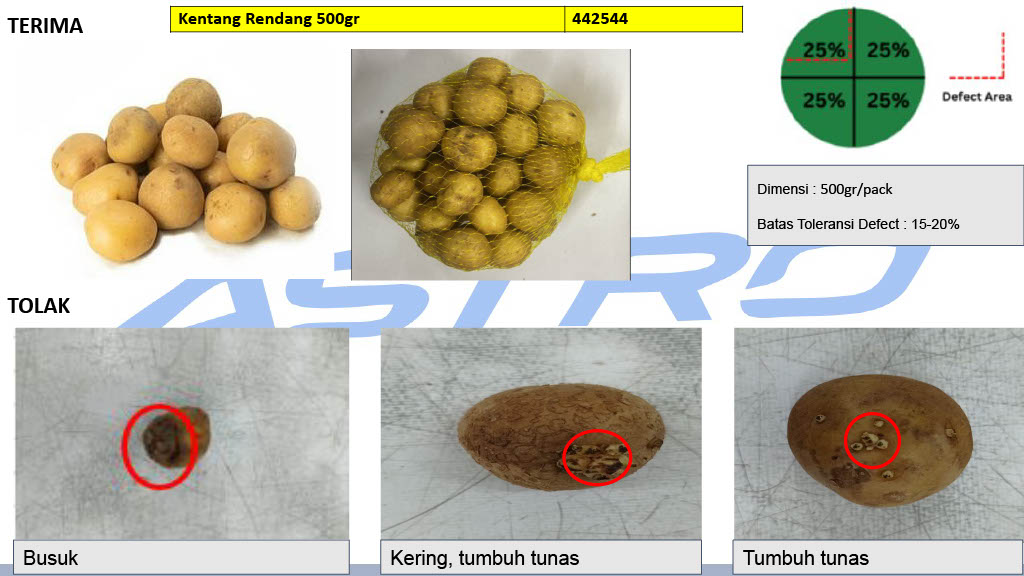 TERIMA
Kentang Rendang 500gr 442544
25% 25%
25% 25%
Defect Area
Dimensi : 500gr/pack
Batas Toleransi Defect : 15-20%
ASTRO
TOLAK
Busuk
Kering, tumbuh tunas
Tumbuh tunas